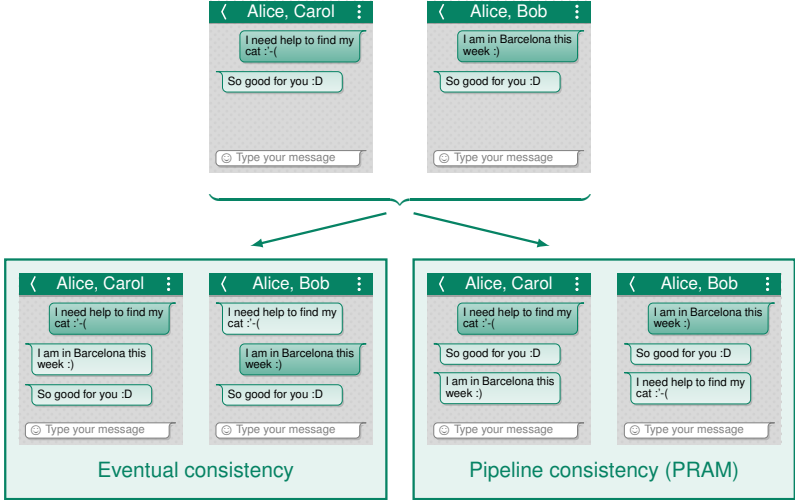 Alice, Carol
I need help to find my
cat :'-(
So good for you :D
Type your message
Alice, Bob
I am in Barcelona this
week :)
So good for you :D
Type your message
Alice, Carol
I need help to find my
cat :'-(
I am in Barcelona this
week :)
So good for you :D
Type your message
Alice, Bob
I need help to find my
cat :'-(
I am in Barcelona this
week :)
So good for you :D
Type your message
Eventual consistency
Alice, Carol
I need help to find my
cat :'-(
So good for you :D
I am in Barcelona this
week :)
Type your message
Alice, Bob
I am in Barcelona this
week :)
So good for you :D
I need help to find my
cat :'-(
Type your message
Pipeline consistency (PRAM)